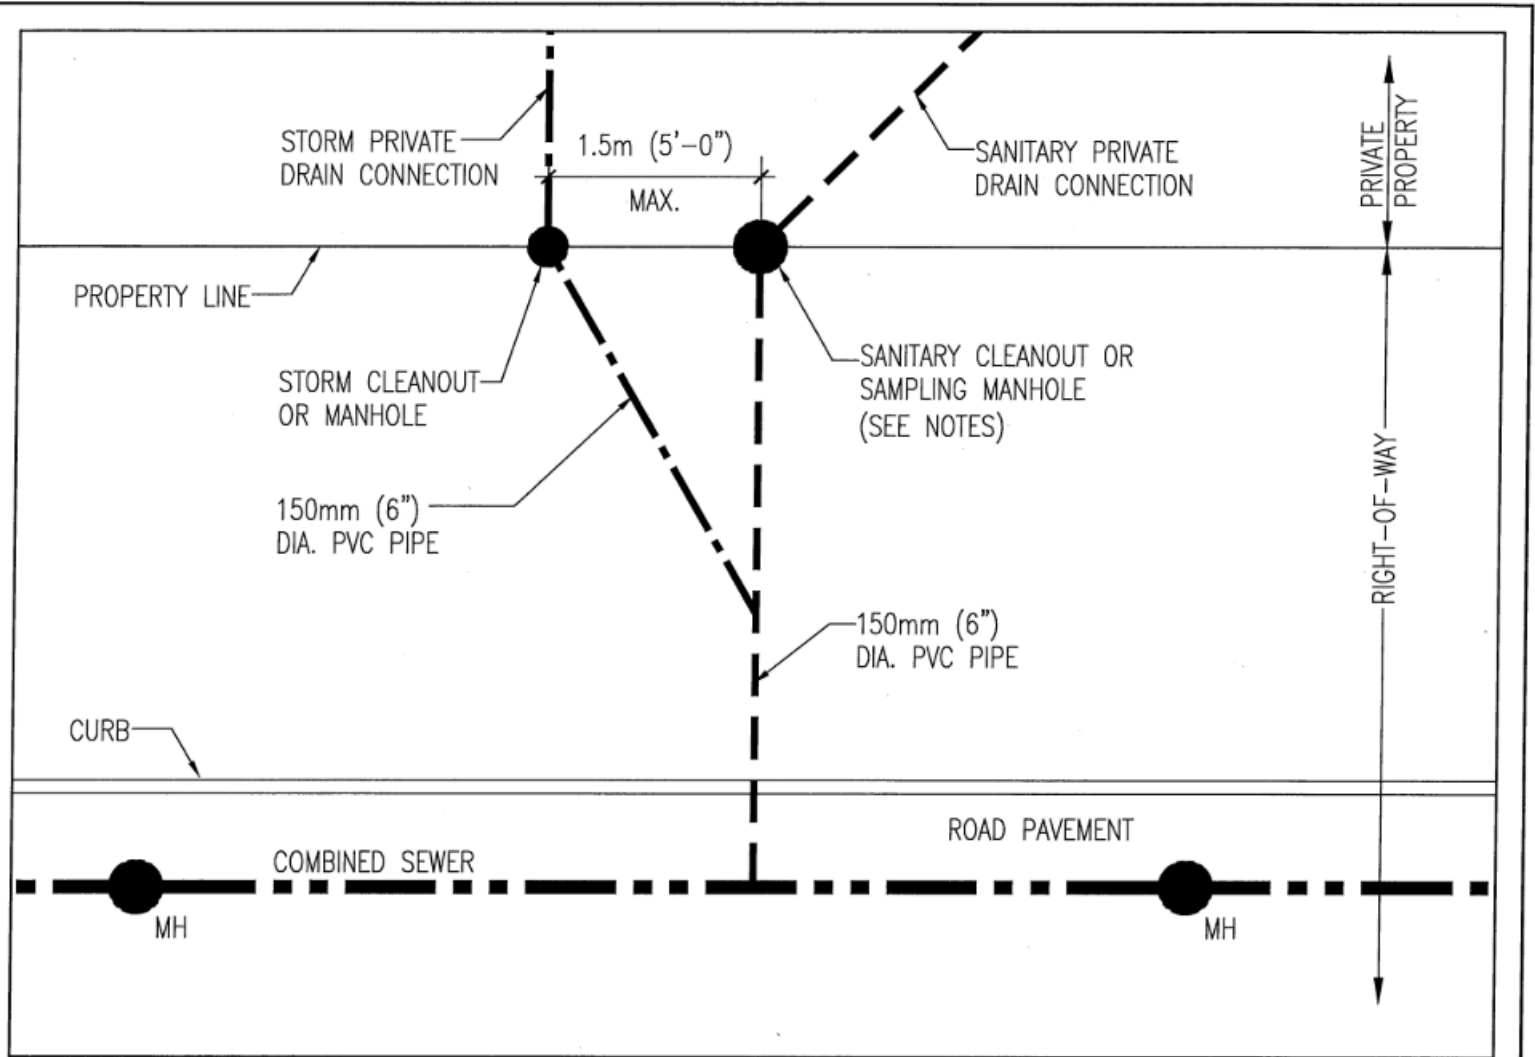 STORM PRIVATE
DRAIN CONNECTION
1.5m (5'-0")
MAX.
SANITARY PRIVATE
DRAIN CONNECTION
PRIVATE
PROPERTY
PROPERTY LINE
STORM CLEANOUT
OR MANHOLE
SANITARY CLEANOUT OR
SAMPLING MANHOLE
(SEE NOTES)
150mm (6")
DIA. PVC PIPE
RIGHT-OF-WAY
150mm (6")
DIA. PVC PIPE
CURB
ROAD PAVEMENT
COMBINED SEWER
MH
MH